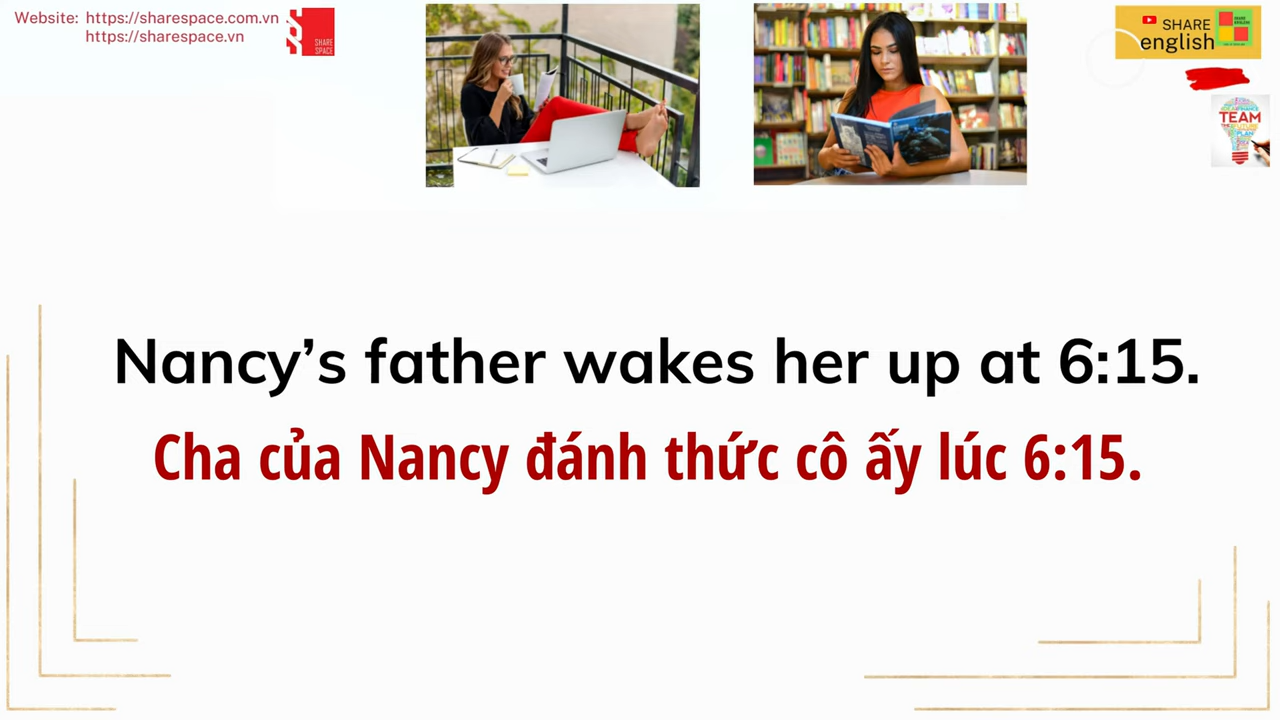 Website: https://sharespace.com.vn
https://sharespace.vn
SHARE
SPACE
SHARE
english
TEAM
PLAN
Nancy’s father wakes her up at 6:15.
Cha của Nancy đánh thức cô ấy lúc 6:15.